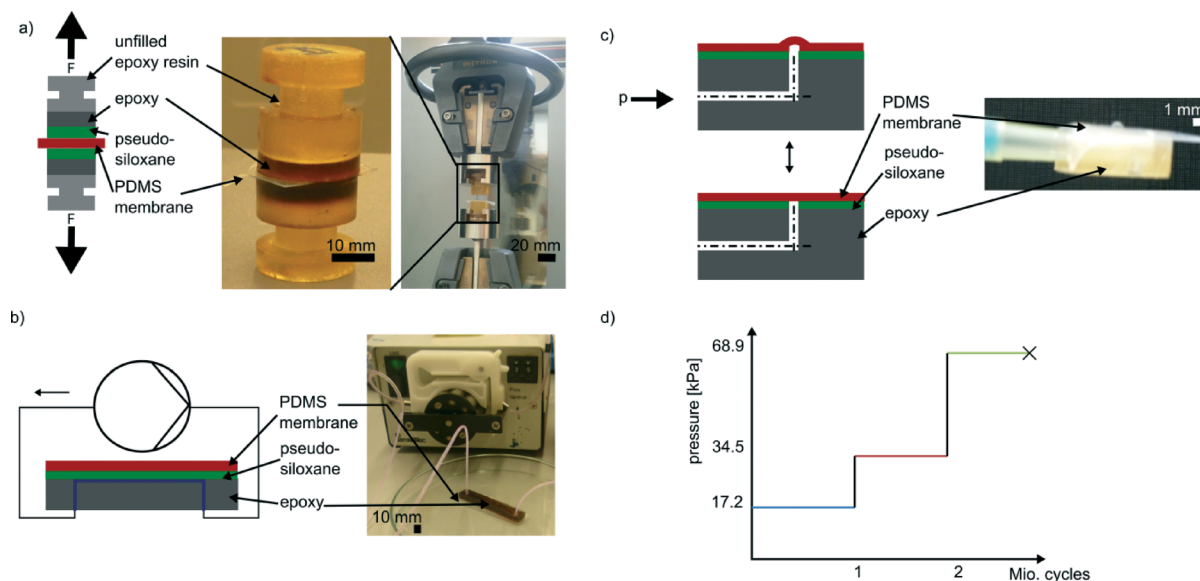 a)
F
unfilled
epoxy resin
epoxy
pseudo-
siloxane
PDMS
membrane
F
10 mm
20 mm
b)
PDMS
membrane
pseudo-
siloxane
epoxy
10 mm
c)
p
PDMS
membrane
pseudo-
siloxane
epoxy
1 mm
d)
pressure [kPa]
68.9
34.5
17.2
1
2
Mio. cycles